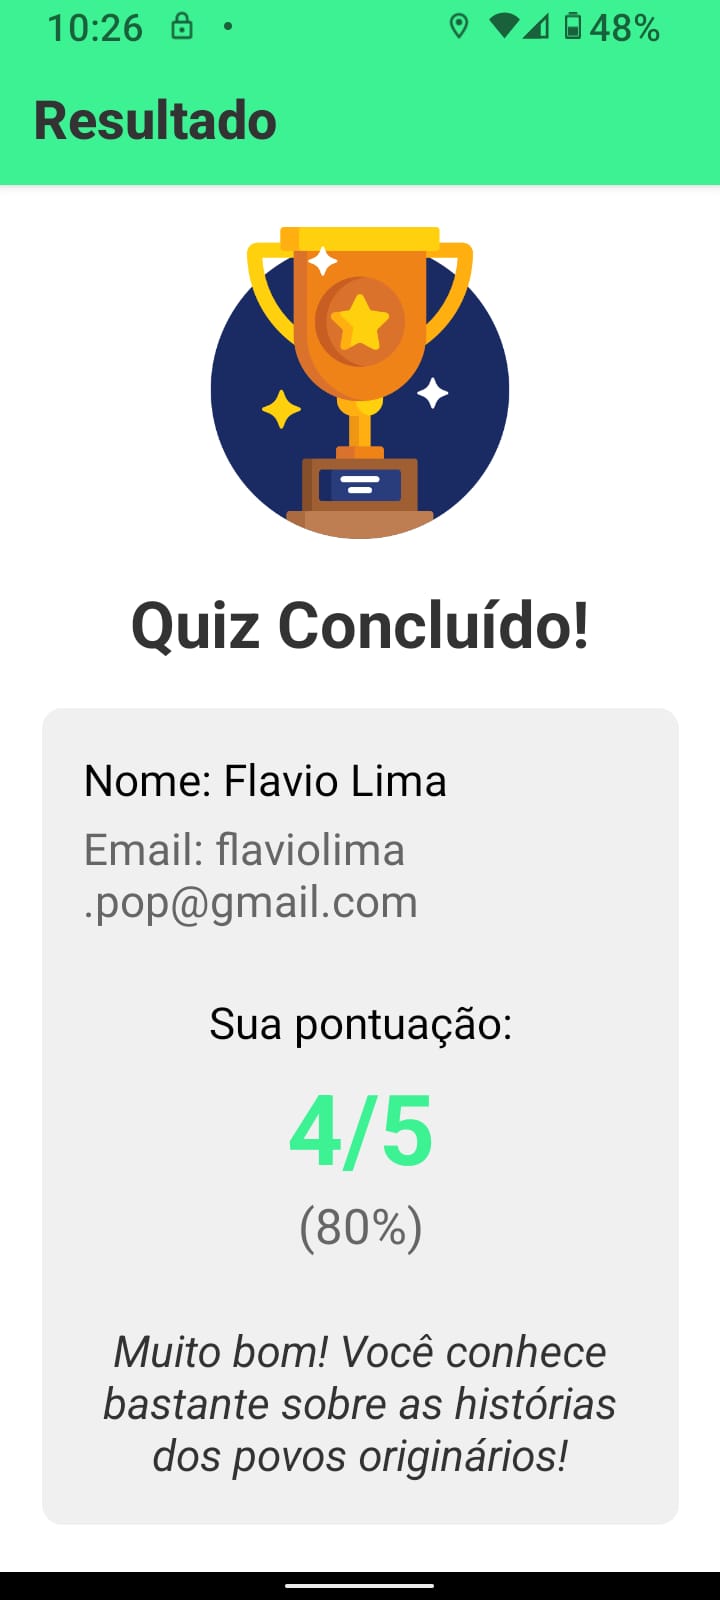 10:26
48%
Resultado
Quiz Concluído!
Nome: Flavio Lima
Email: flaviolima
.pop@gmail.com
Sua pontuação:
4/5
(80%)
Muito bom! Você conhece
bastante sobre as histórias
dos povos originários!